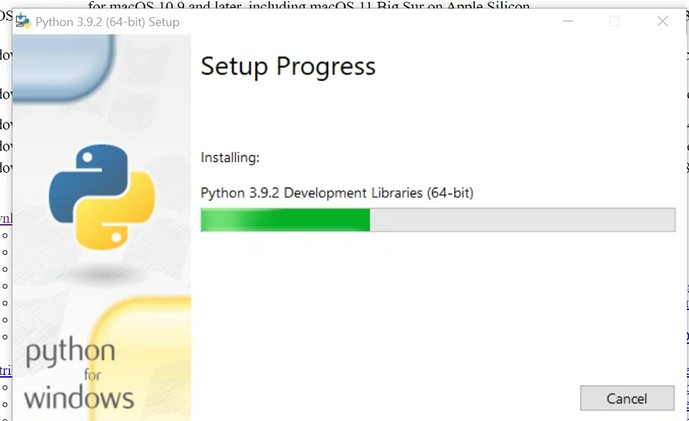 for macOS 10.9 and later, including macOS 11 Big Sur on Apple Silicon
Python 3.9.2 (64-bit) Setup
Setup Progress
Installing:
Python 3.9.2 Development Libraries (64-bit)
python
for
windows
Cancel